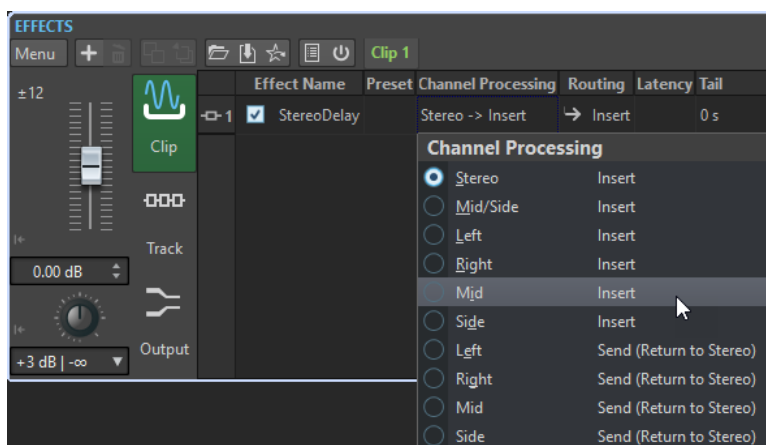 EFFECTS
Menu Clip 1
±12
Effect Name Preset Channel Processing Routing Latency Tail
1 StereoDelay Stereo -> Insert Insert 0 s
Clip
Channel Processing
Stereo Insert
Mid/Side Insert
Left Insert
Track
Right Insert
0.00 dB
Mid Insert
Side Insert
Output
Left Send (Return to Stereo)
+3 dB | -∞
Right Send (Return to Stereo)
Mid Send (Return to Stereo)
Side Send (Return to Stereo)